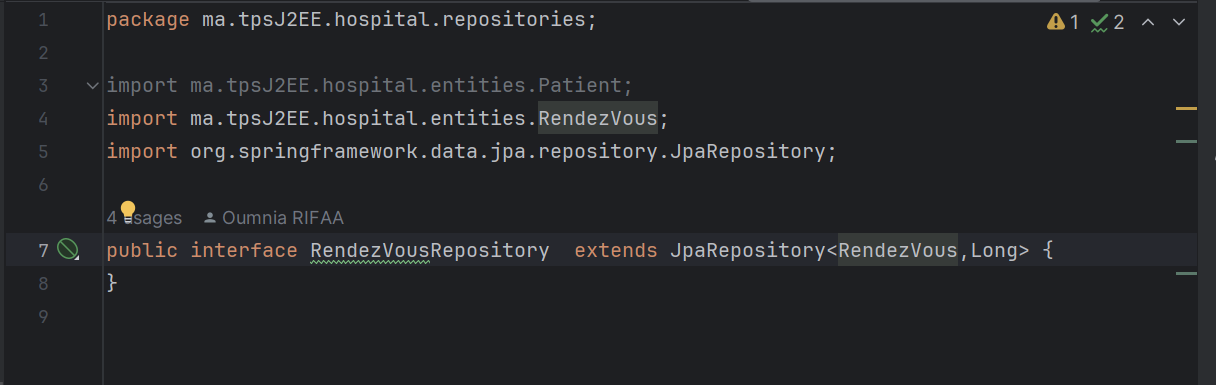 1 package ma.tpsJ2EE.hospital.repositories;
1 2
2
3 import ma.tpsJ2EE.hospital.entities.Patient;
4 import ma.tpsJ2EE.hospital.entities.RendezVous;
5 import org.springframework.data.jpa.repository.JpaRepository;
6
4 usages Oumnia RIFAA
7 public interface RendezVousRepository  extends JpaRepository<RendezVous,Long> {
8 }
9